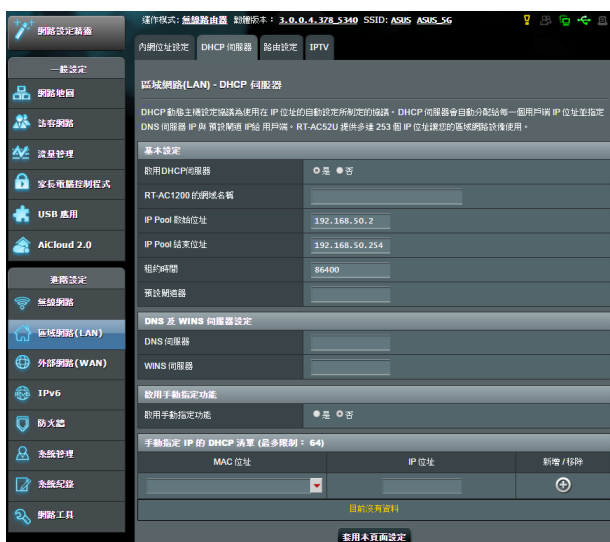 網路設定精靈
運作模式：無線路由器 韌體版本：3.0.0.4.378_5340 SSID: ASUS ASUS_5G
內網位址設定 DHCP 伺服器 路由設定 IPTV
一般設定
網路地圖
訪客網路
流量管理
家長電腦控制程式
USB 應用
AiCloud 2.0
進階設定
無線網路
區域網路(LAN)
外部網路(WAN)
IPv6
防火牆
系統管理
系統紀錄
網路工具
區域網路(LAN) - DHCP 伺服器
DHCP 動態主機設定協議為使用在 IP 位址的自動設定所制定的協議。DHCP 伺服器會自動分配給每一個用戶端 IP 位址並指定
DNS 伺服器 IP 與 預設閘道 IP給 用戶端。RT-AC52U 提供多達 253 個 IP 位址讓您的區域網路設備使用。
基本設定
啟用DHCP伺服器 是 否
RT-AC1200 的網域名稱
IP Pool 起始位址 192.168.50.2
IP Pool 結束位址 192.168.50.254
租約時間 86400
預設閘道器
DNS 及 WINS 伺服器設定
DNS 伺服器
WINS 伺服器
啟用手動指定功能
啟用手動指定功能 是 否
手動指定 IP 的 DHCP 清單 (最多限制： 64)
MAC 位址 IP 位址 新增 / 移除
目前沒有資料
套用本頁面設定